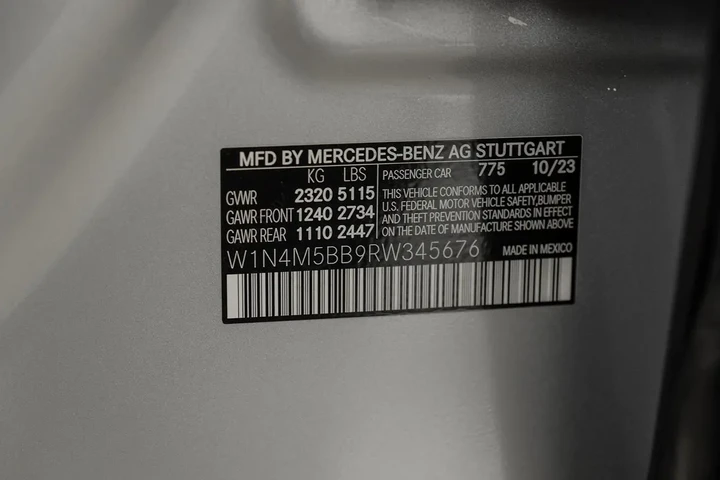 MFD BY MERCEDES-BENZ AG STUTTGART
KG LBS
GVWR 2320 5115
GAWR FRONT 1240 2734
GAWR REAR 1110 2447
PASSENGER CAR 775 10/23
THIS VEHICLE CONFORMS TO ALL APPLICABLE
U.S. FEDERAL MOTOR VEHICLE SAFETY,BUMPER
AND THEFT PREVENTION STANDARDS IN EFFECT
ON THE DATE OF MANUFACTURE SHOWN ABOVE
W1N4M5BB9RW345676 MADE IN MEXICO